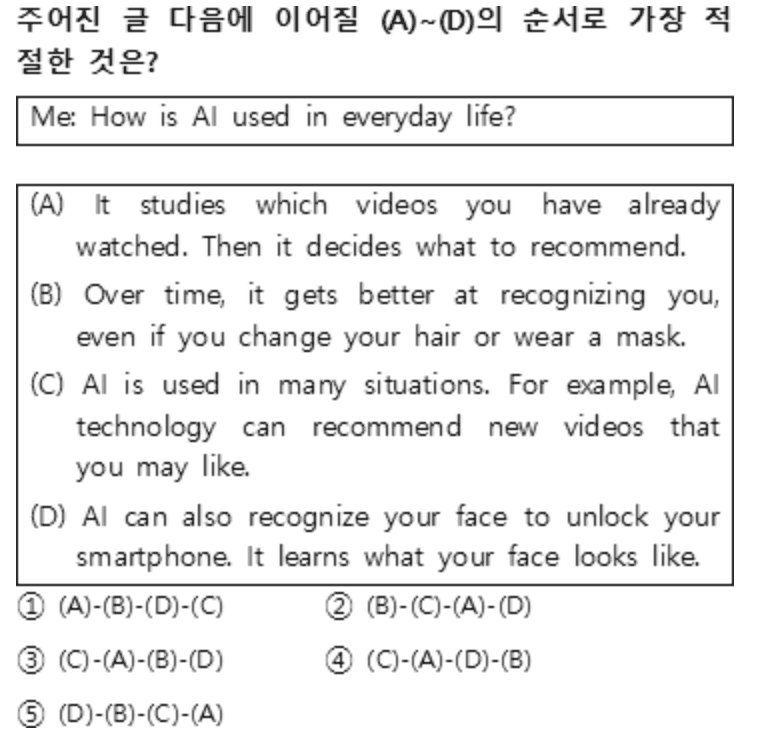 주어진 글 다음에 이어질 (A)~(D)의 순서로 가장 적
절한 것은?
Me: How is AI used in everyday life?
(A) It studies which videos you have already
watched. Then it decides what to recommend.
(B) Over time, it gets better at recognizing you,
even if you change your hair or wear a mask.
(C) AI is used in many situations. For example, AI
technology can recommend new videos that
you may like.
(D) AI can also recognize your face to unlock your
smartphone. It learns what your face looks like.
① (A)-(B)-(D)-(C) ② (B)-(C)-(A)-(D)
③ (C)-(A)-(B)-(D) ④ (C)-(A)-(D)-(B)
⑤ (D)-(B)-(C)-(A)